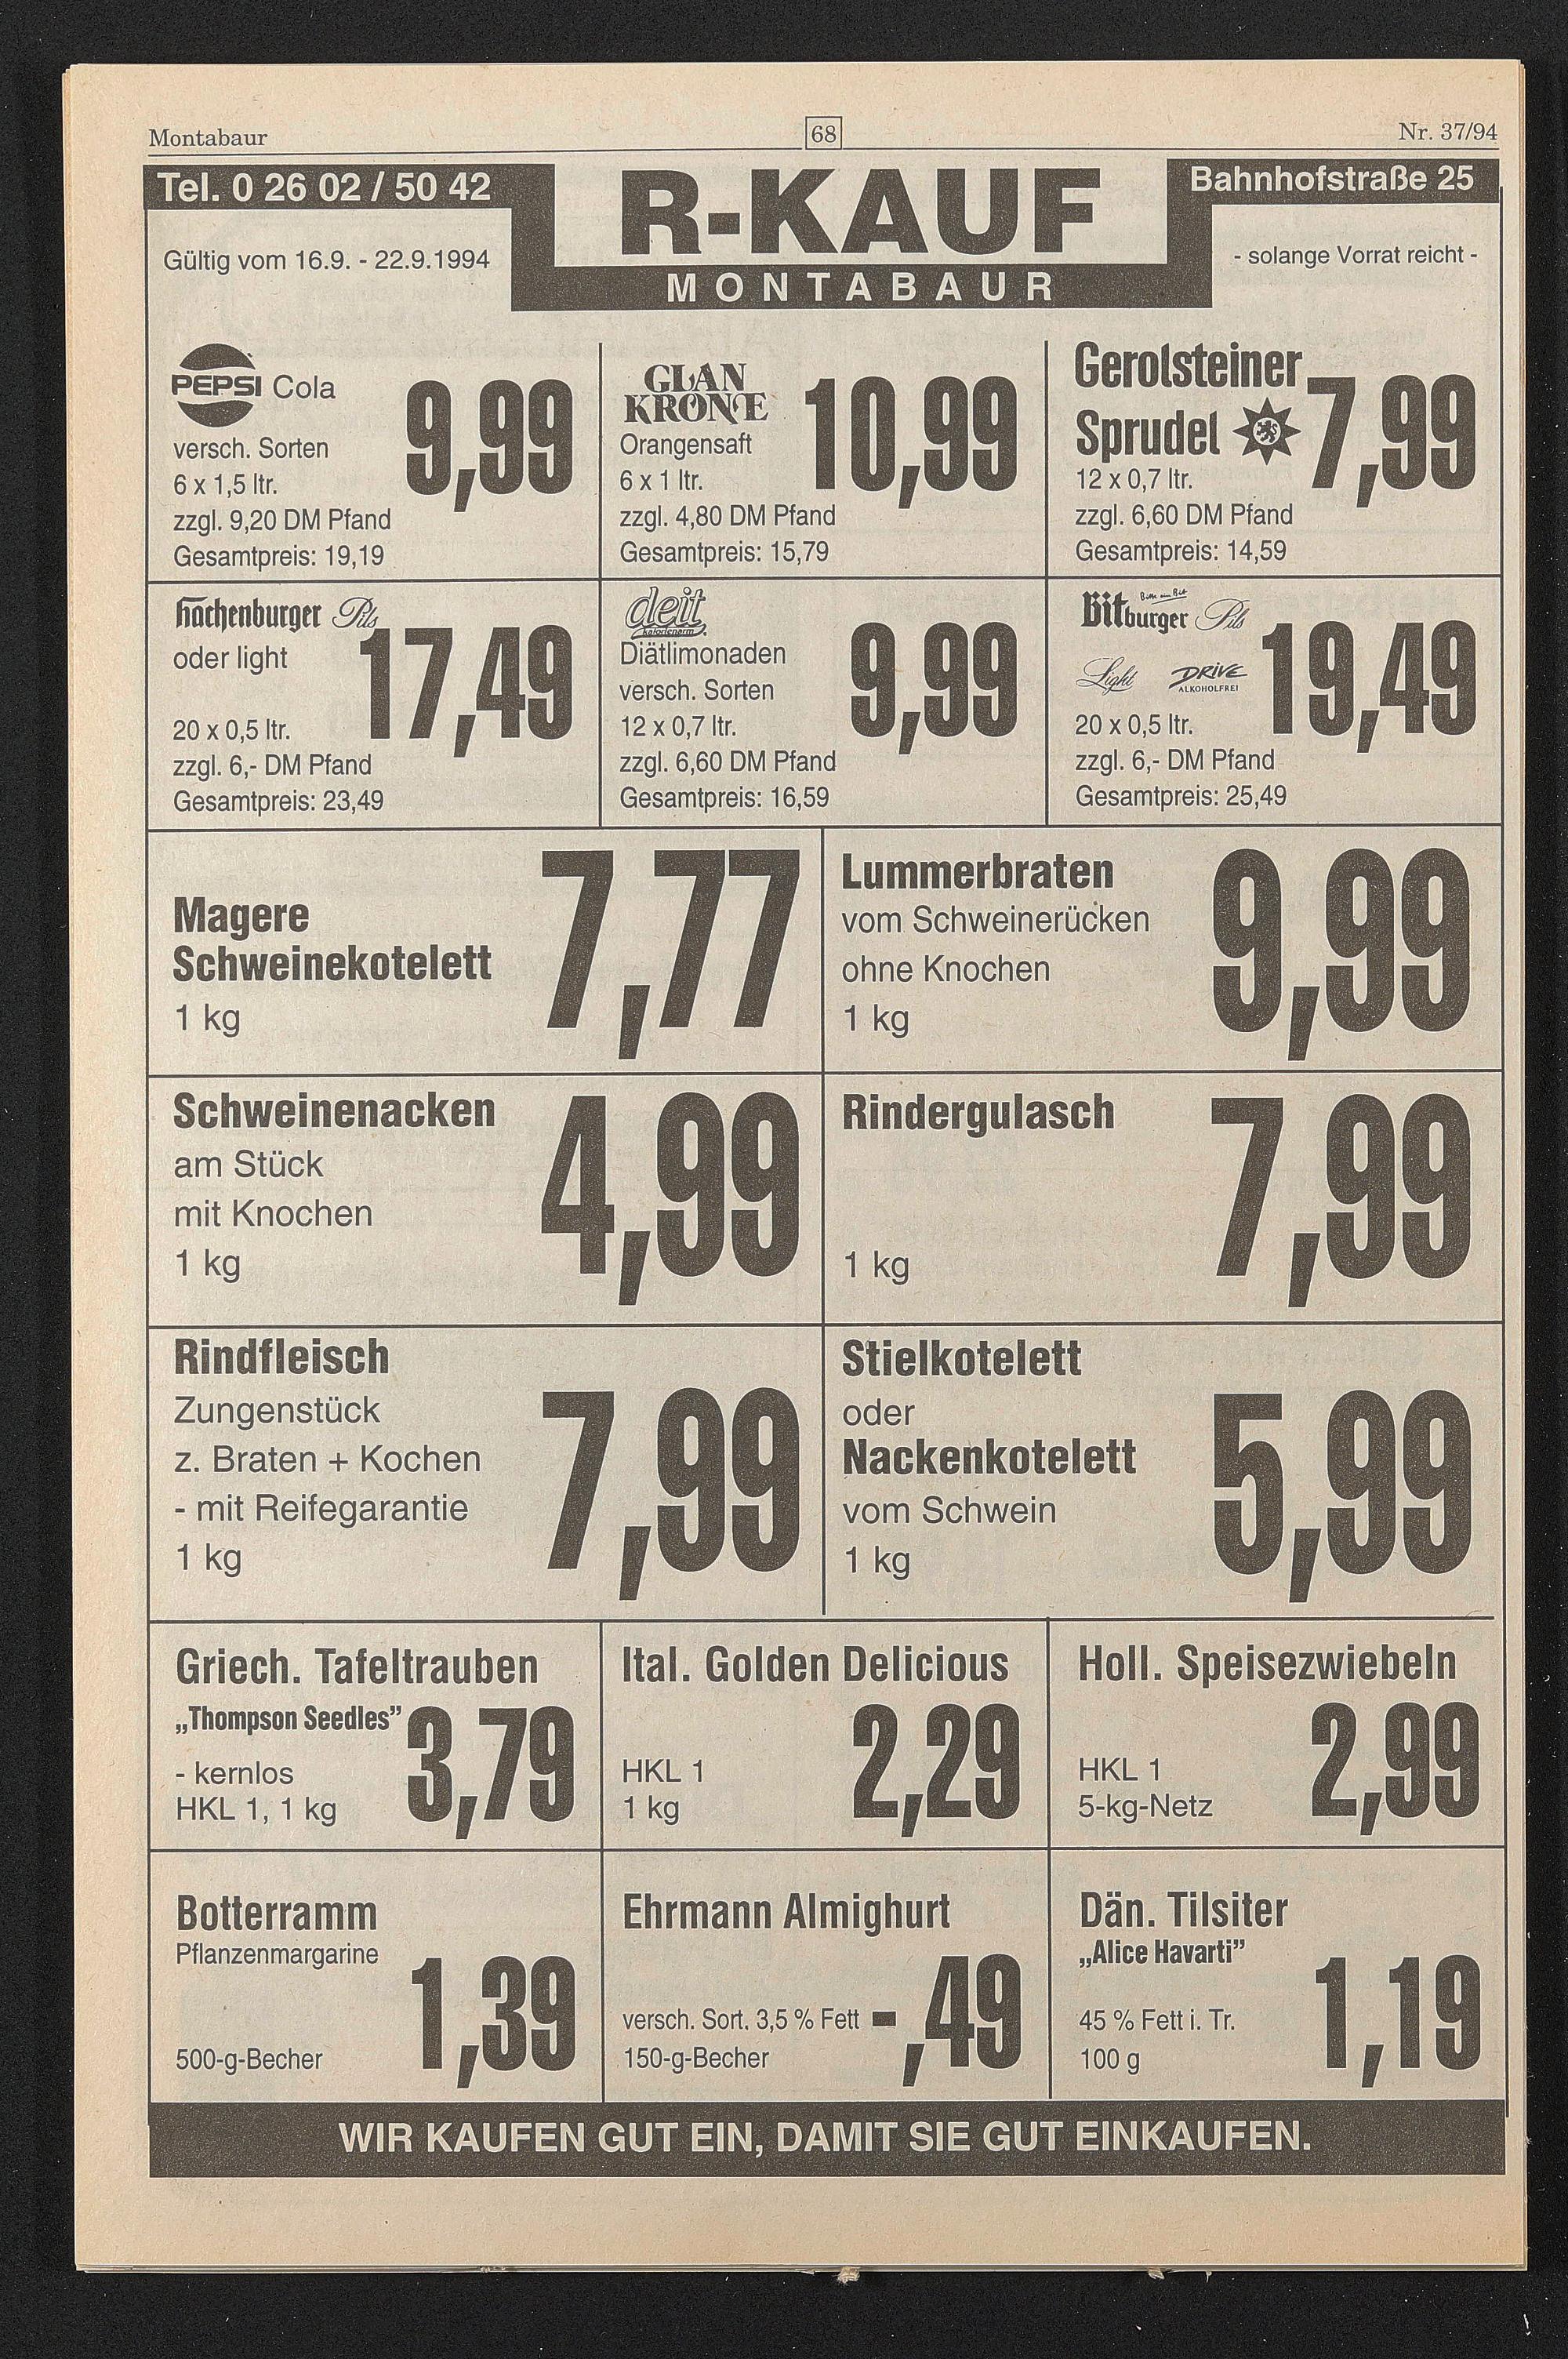 Montabaur
68
Nr. 37/94
Tel. 0 26 02 / 50 42
R-KAUF
MONTABAUR
Bahnhofstraße 25
Gültig vom 16.9. - 22.9.1994
- solange Vorrat reicht -
PEPSI Cola
9,99
versch. Sorten
6 x 1,5 ltr.
zzgl. 9,20 DM Pfand
Gesamtpreis: 19,19
GLAN
KRONE
10,99
Orangensaft
6 x 1 ltr.
zzgl. 4,80 DM Pfand
Gesamtpreis: 15,79
Gerolsteiner
Sprudel
7,99
12 x 0,7 ltr.
zzgl. 6,60 DM Pfand
Gesamtpreis: 14,59
Hachenburger Pils
oder light
17,49
20 x 0,5 ltr.
zzgl. 6,- DM Pfand
Gesamtpreis: 23,49
deit
kalorienarm
Diätlimonaden
9,99
versch. Sorten
12 x 0,7 ltr.
zzgl. 6,60 DM Pfand
Gesamtpreis: 16,59
Bitte ein Bit
Bitburger Pils
Light DRIVE
ALKOHOLFREI
19,49
20 x 0,5 ltr.
zzgl. 6,- DM Pfand
Gesamtpreis: 25,49
Magere
Schweinekotelett
1 kg
7,77
Lummerbraten
vom Schweinerücken
ohne Knochen
1 kg
9,99
Schweinenacken
am Stück
mit Knochen
1 kg
4,99
Rindergulasch
1 kg
7,99
Rindfleisch
Zungenstück
z. Braten + Kochen
- mit Reifegarantie
1 kg
7,99
Stielkotelett
oder
Nackenkotelett
vom Schwein
1 kg
5,99
Griech. Tafeltrauben
„Thompson Seedles”
- kernlos
HKL 1, 1 kg
3,79
Ital. Golden Delicious
HKL 1
1 kg
2,29
Holl. Speisezwiebeln
HKL 1
5-kg-Netz
2,99
Botterramm
Pflanzenmargarine
500-g-Becher
1,39
Ehrmann Almighurt
versch. Sort. 3,5 % Fett
150-g-Becher
-,49
Dän. Tilsiter
„Alice Havarti”
45 % Fett i. Tr.
100 g
1,19
WIR KAUFEN GUT EIN, DAMIT SIE GUT EINKAUFEN.